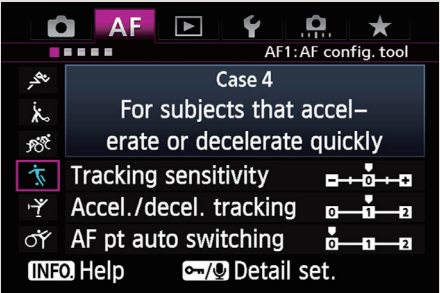 AF
AF1:AF config. tool
Case 4
For subjects that accel-
erate or decelerate quickly
Tracking sensitivity
- 0 +
Accel./decel. tracking
0 1 2
AF pt auto switching
0 1 2
INFO. Help
/ Detail set.